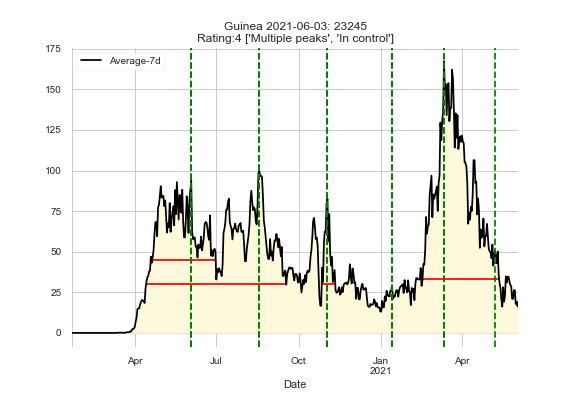 Guinea 2021-06-03: 23245
Rating:4 ['Multiple peaks', 'In control']
175
Average-7d
150
125
100
75
50
25
0
Apr
Jul
Oct
Jan
2021
Apr
Date